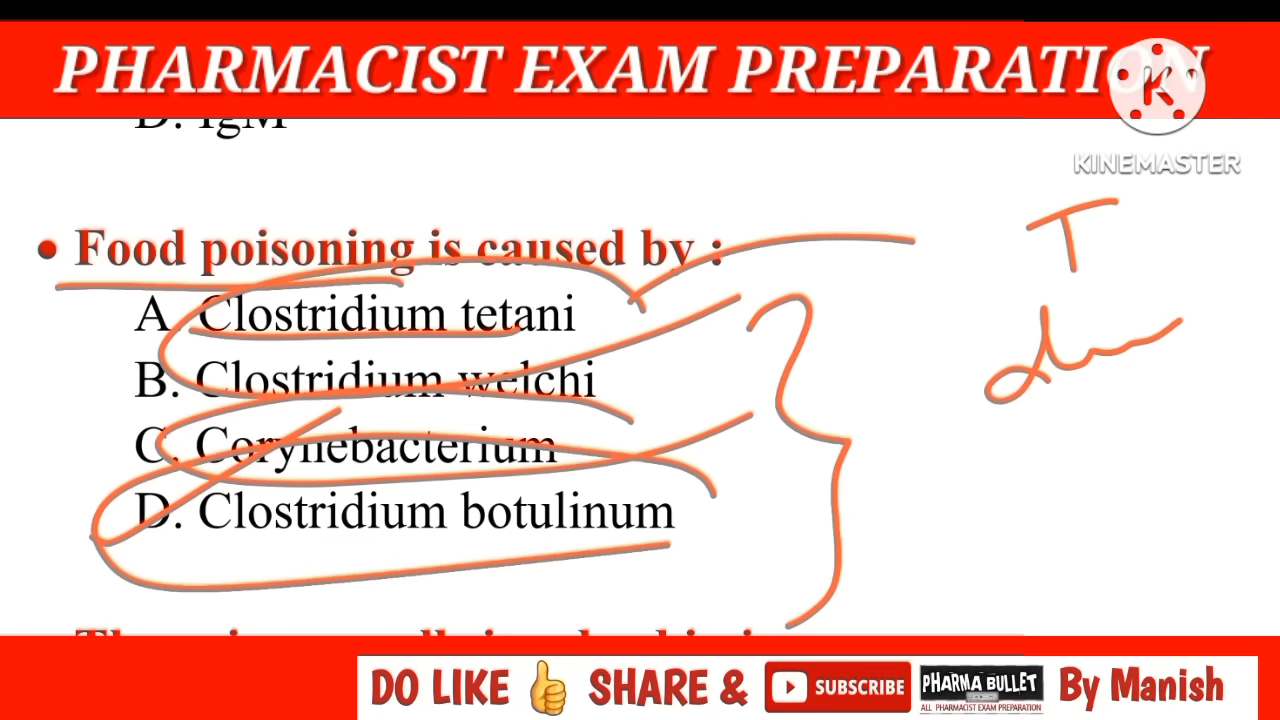 PHARMACIST EXAM PREPARATION
K
KINEMASTER
D. IgM
• Food poisoning is caused by :
A. Clostridium tetani
B. Clostridium welchi
C. Corynebacterium
D. Clostridium botulinum
T
DO LIKE SHARE & SUBSCRIBE PHARMA BULLET By Manish
ALL PHARMACIST EXAM PREPARATION